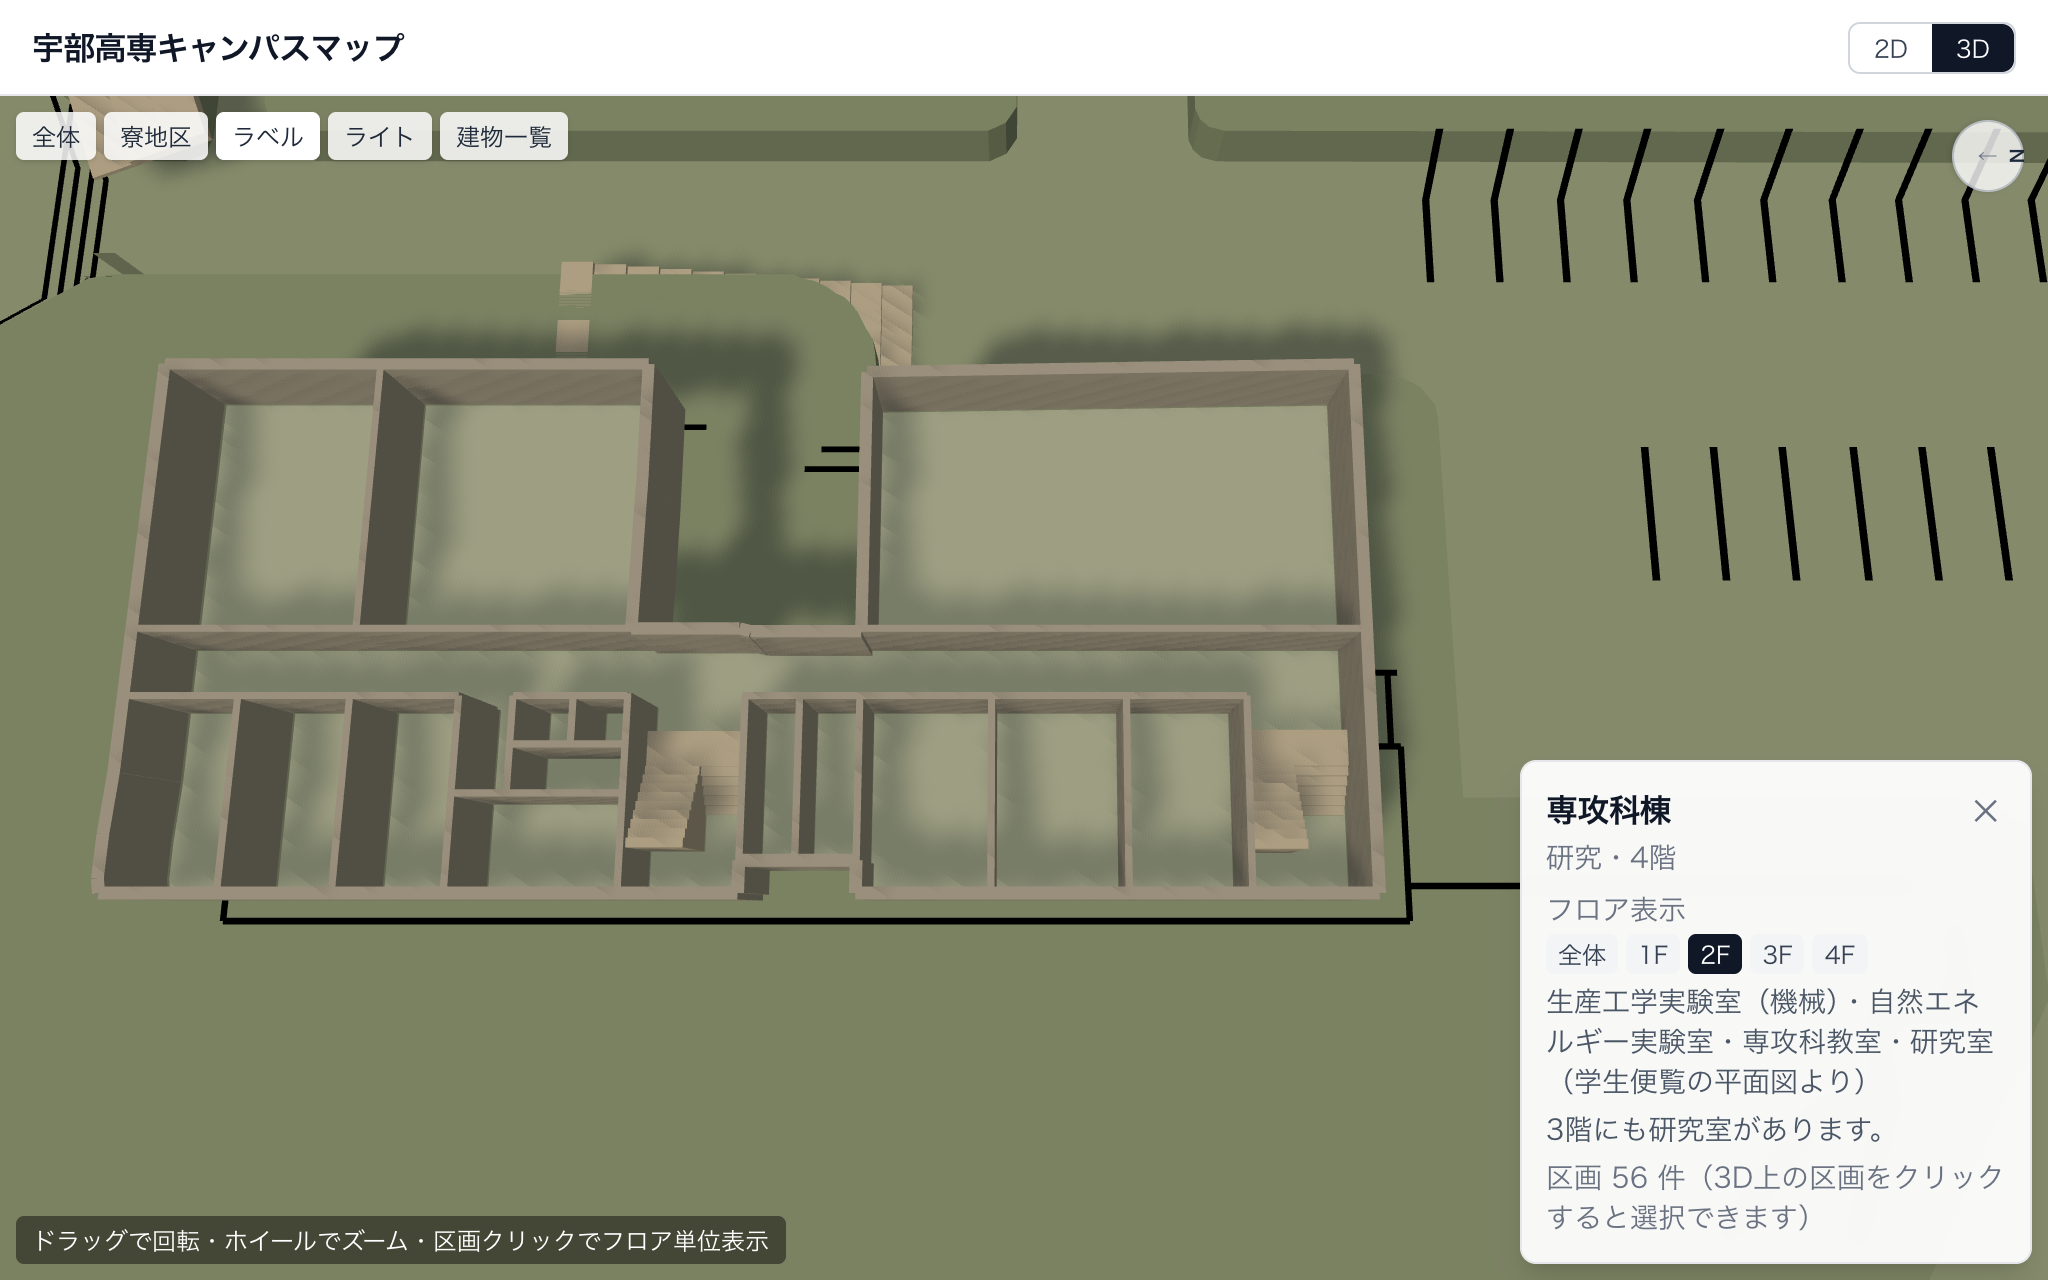 宇部高専キャンパスマップ
2D 3D
全体 寮地区 ラベル ライト 建物一覧
← N
専攻科棟
研究・4階
フロア表示
全体 1F 2F 3F 4F
生産工学実験室（機械）・自然エネ
ルギー実験室・専攻科教室・研究室
（学生便覧の平面図より）
3階にも研究室があります。
区画 56 件（3D上の区画をクリック
すると選択できます）
ドラッグで回転・ホイールでズーム・区画クリックでフロア単位表示